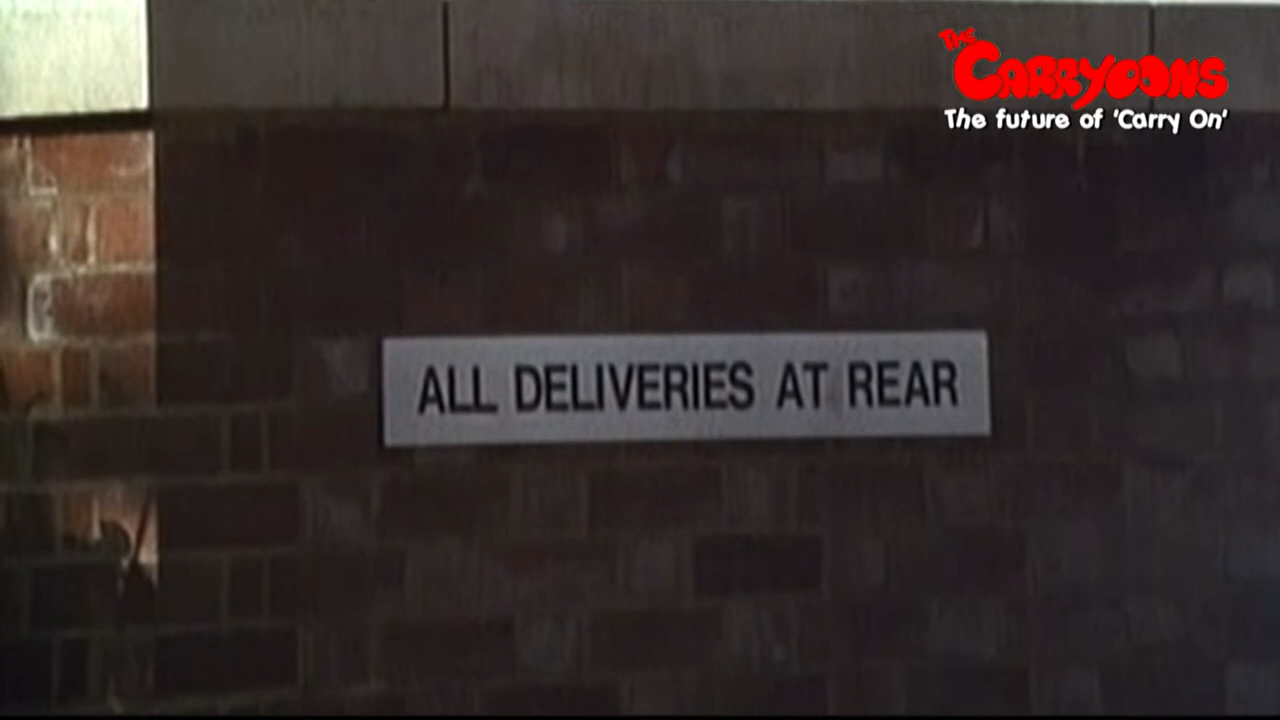 THE
CARRYOONS
The future of 'Carry On'
ALL DELIVERIES AT REAR